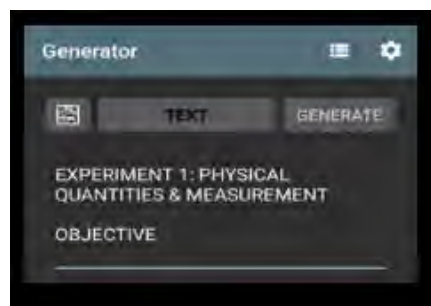 Generator
TEXT
GENERATE
EXPERIMENT 1: PHYSICAL
QUANTITIES & MEASUREMENT
OBJECTIVE